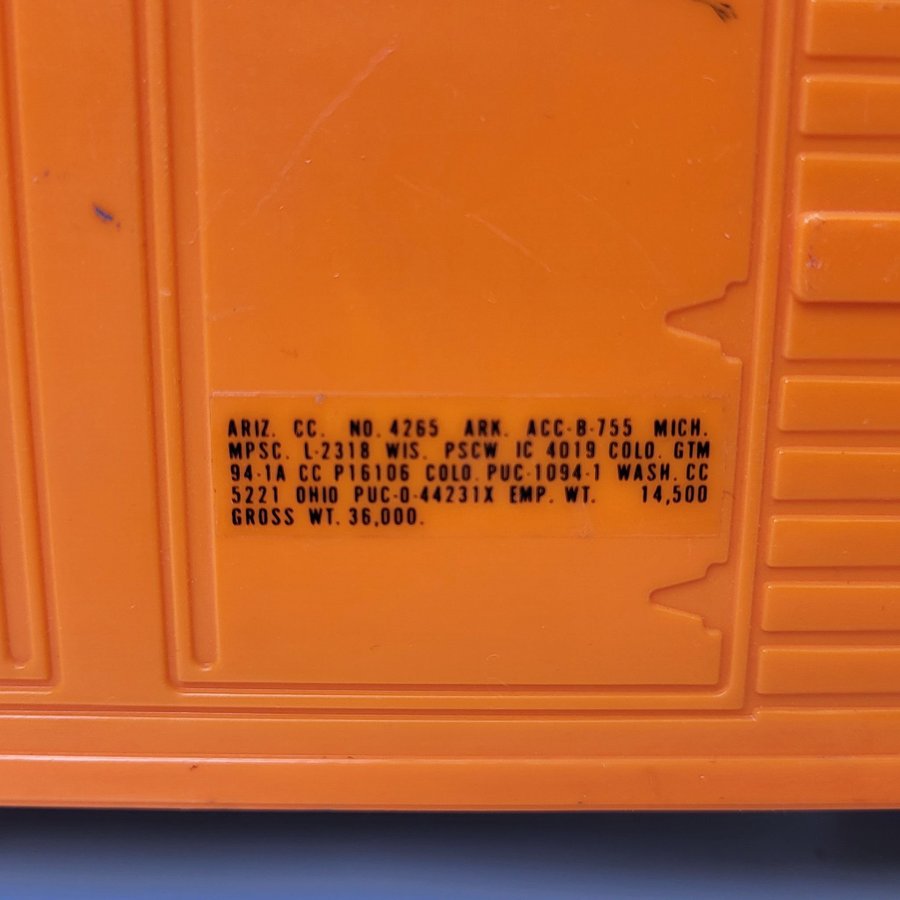 ARIZ. CC. NO. 4265 ARK. ACC-B-755 MICH.
MPSC. L-2318 WIS. PSCW IC 4019 COLO. GTM
94-1A CC P16106 COLO. PUC-1094-1 WASH. CC
5221 OHIO PUC-O-44231X EMP. WT. 14,500
GROSS WT. 36,000.